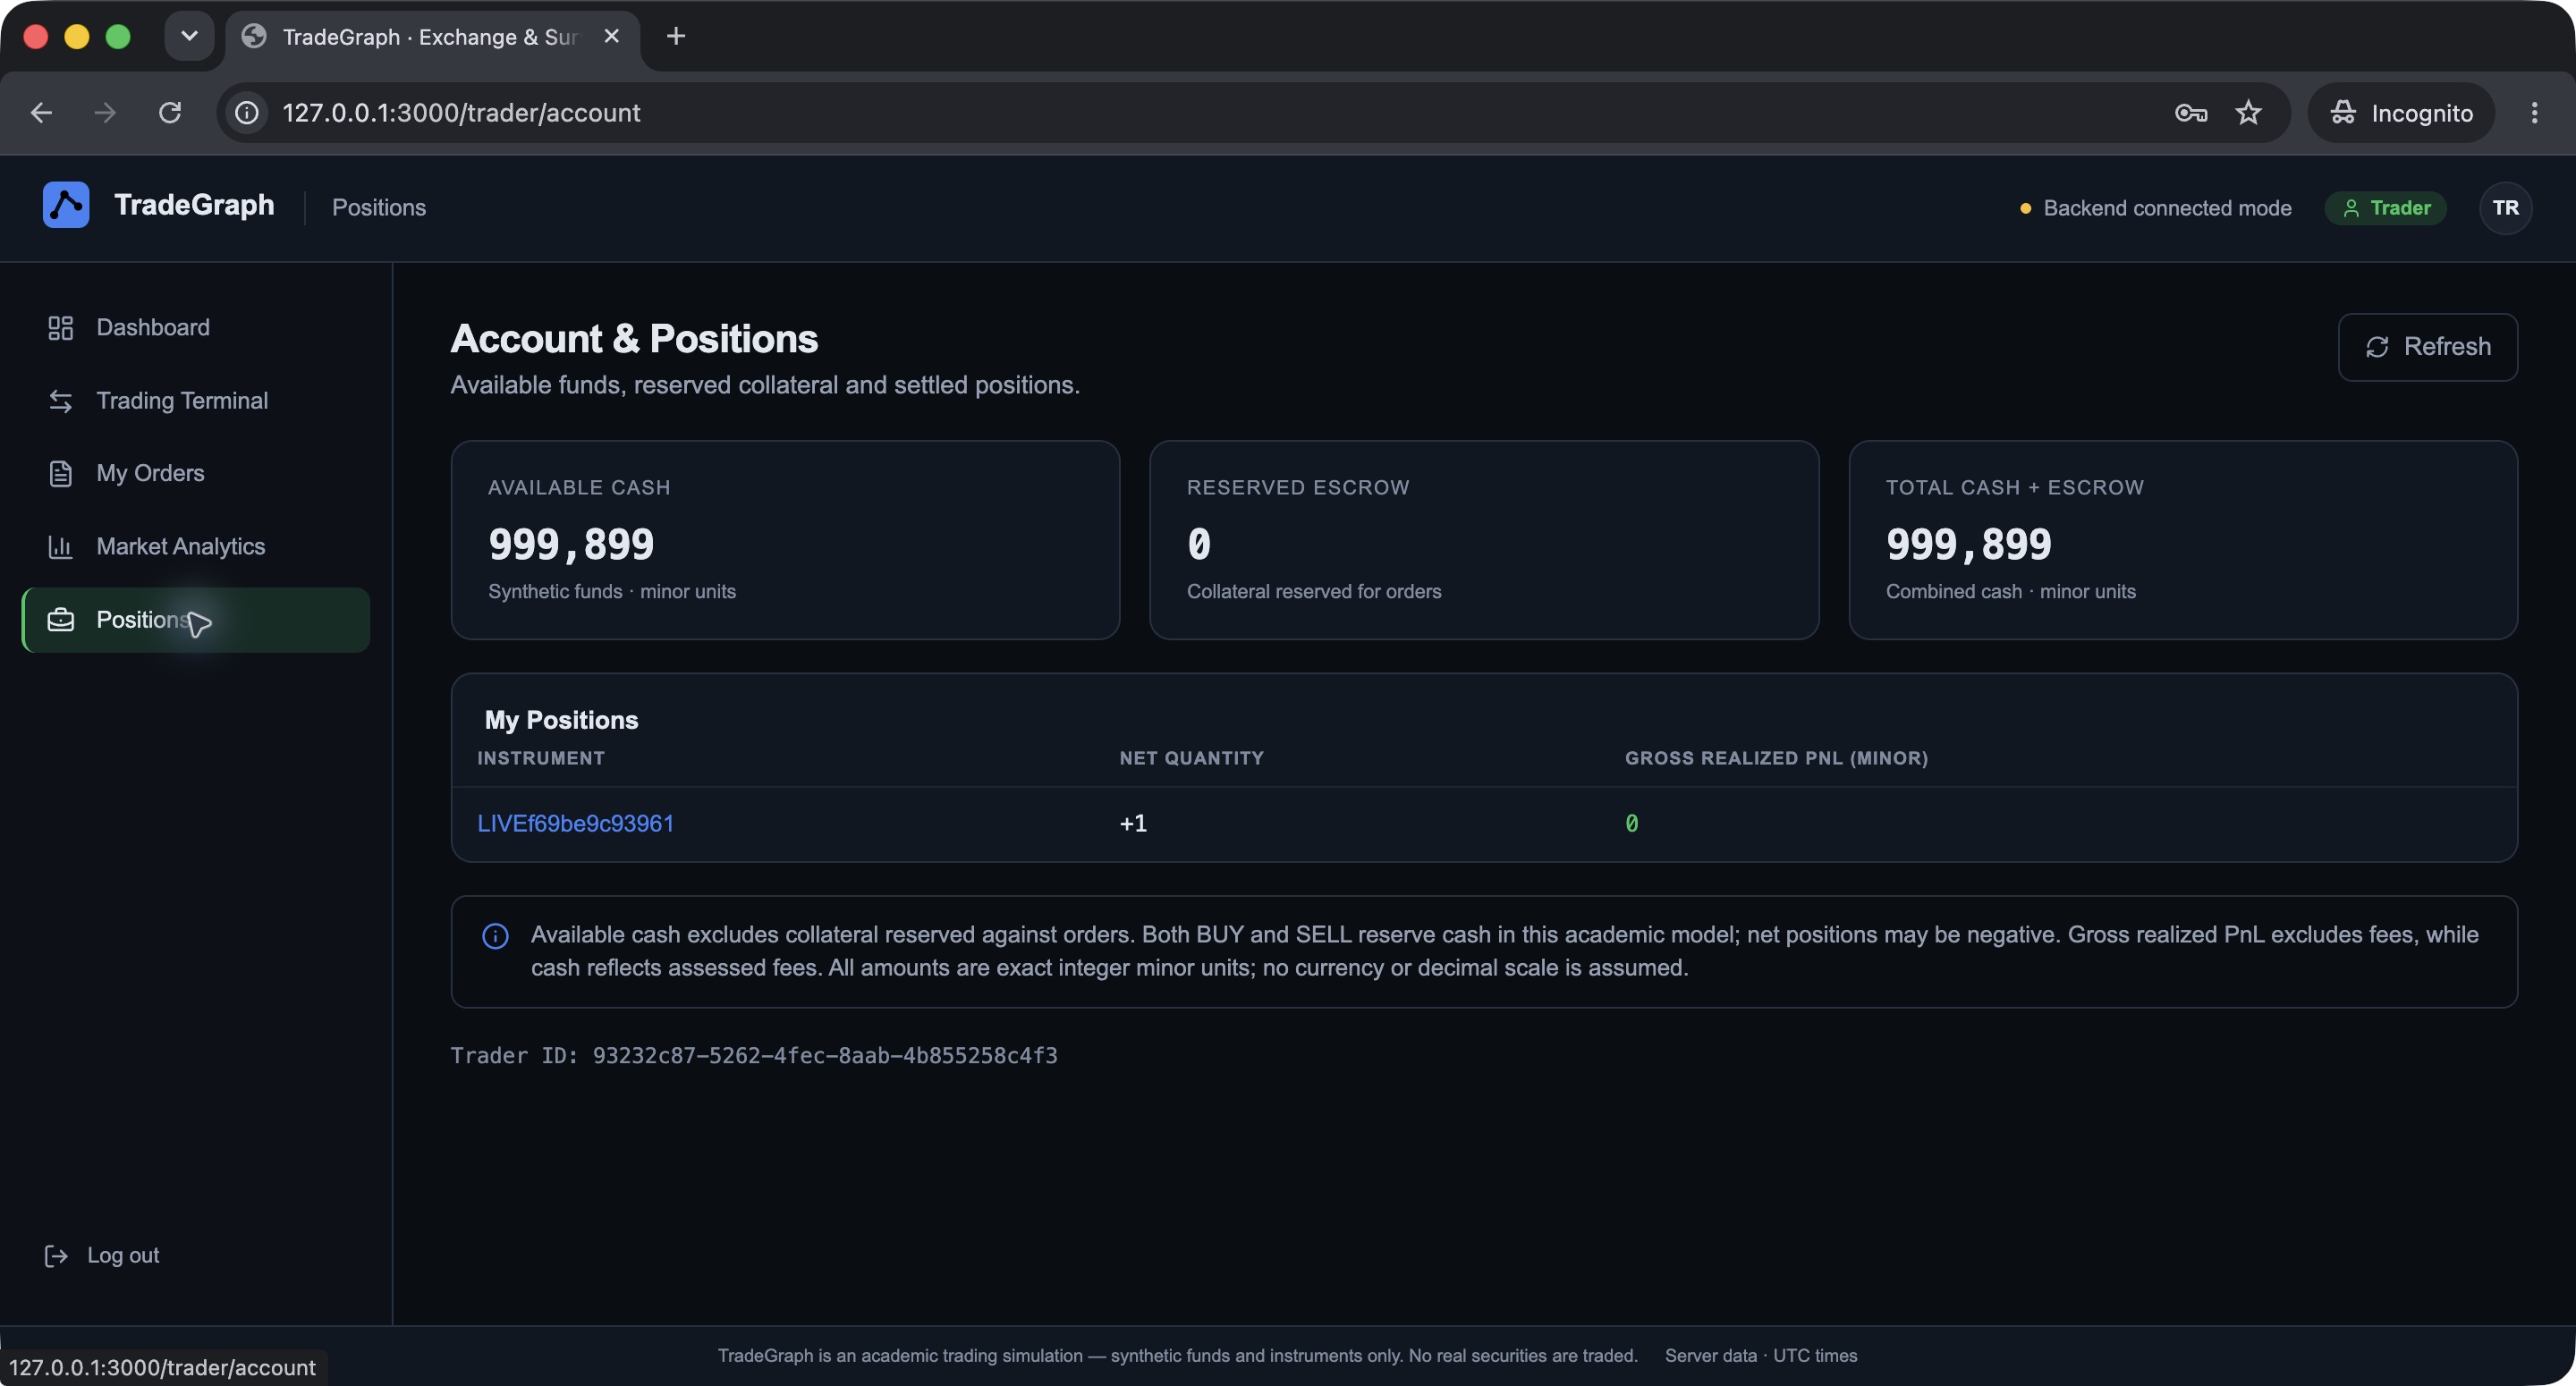 TradeGraph · Exchange & Sur
127.0.0.1:3000/trader/account
Incognito
TradeGraph
Positions
Backend connected mode
Trader
TR
Dashboard
Trading Terminal
My Orders
Market Analytics
Positions
Log out
Account & Positions
Available funds, reserved collateral and settled positions.
Refresh
AVAILABLE CASH
999,899
Synthetic funds · minor units
RESERVED ESCROW
0
Collateral reserved for orders
TOTAL CASH + ESCROW
999,899
Combined cash · minor units
My Positions
INSTRUMENT NET QUANTITY GROSS REALIZED PNL (MINOR)
LIVEf69be9c93961 +1 0
Available cash excludes collateral reserved against orders. Both BUY and SELL reserve cash in this academic model; net positions may be negative. Gross realized PnL excludes fees, while
cash reflects assessed fees. All amounts are exact integer minor units; no currency or decimal scale is assumed.
Trader ID: 93232c87-5262-4fec-8aab-4b855258c4f3
TradeGraph is an academic trading simulation — synthetic funds and instruments only. No real securities are traded. Server data · UTC times
127.0.0.1:3000/trader/account